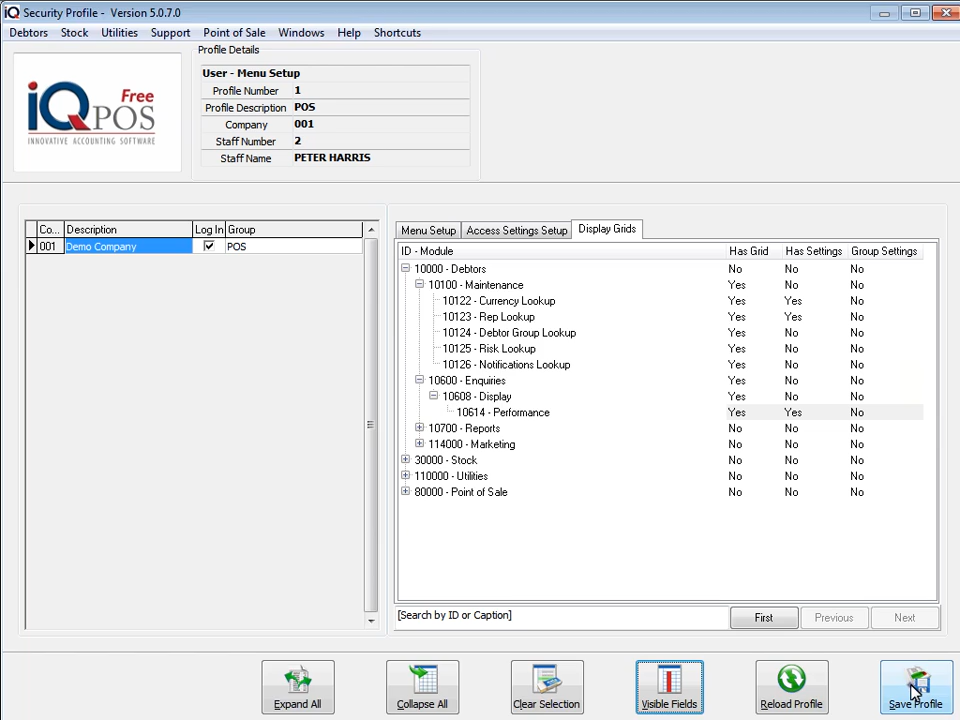 Security Profile - Version 5.0.7.0
Debtors Stock Utilities Support Point of Sale Windows Help Shortcuts
iQ POS Free
INNOVATIVE ACCOUNTING SOFTWARE
Profile Details
User - Menu Setup
Profile Number 1
Profile Description POS
Company 001
Staff Number 2
Staff Name PETER HARRIS
Co... Description Log In Group
001 Demo Company POS
Menu Setup Access Settings Setup Display Grids
ID - Module Has Grid Has Settings Group Settings
10000 - Debtors No No No
10100 - Maintenance Yes No No
10122 - Currency Lookup Yes Yes No
10123 - Rep Lookup Yes Yes No
10124 - Debtor Group Lookup Yes No No
10125 - Risk Lookup Yes No No
10126 - Notifications Lookup Yes No No
10600 - Enquiries Yes No No
10608 - Display Yes No No
10614 - Performance Yes Yes No
10700 - Reports No No No
114000 - Marketing No No No
30000 - Stock No No No
110000 - Utilities No No No
80000 - Point of Sale No No No
[Search by ID or Caption] First Previous Next
Expand All Collapse All Clear Selection Visible Fields Reload Profile Save Profile